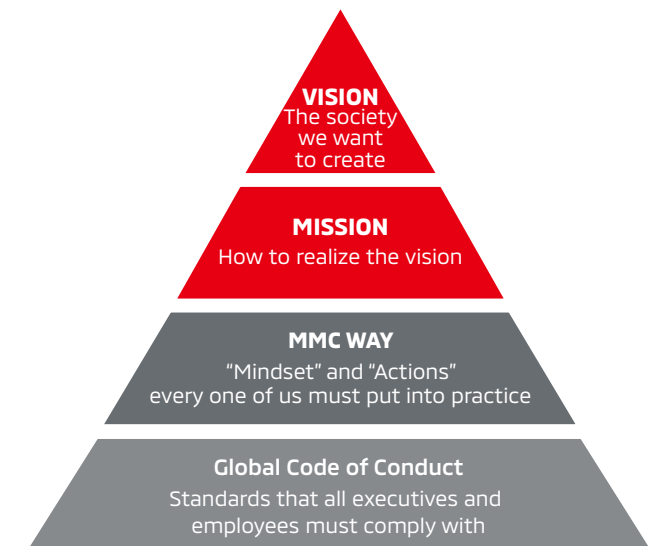 VISION
The society
we want
to create
MISSION
How to realize the vision
MMC WAY
“Mindset” and “Actions”
every one of us must put into practice
Global Code of Conduct
Standards that all executives and
employees must comply with